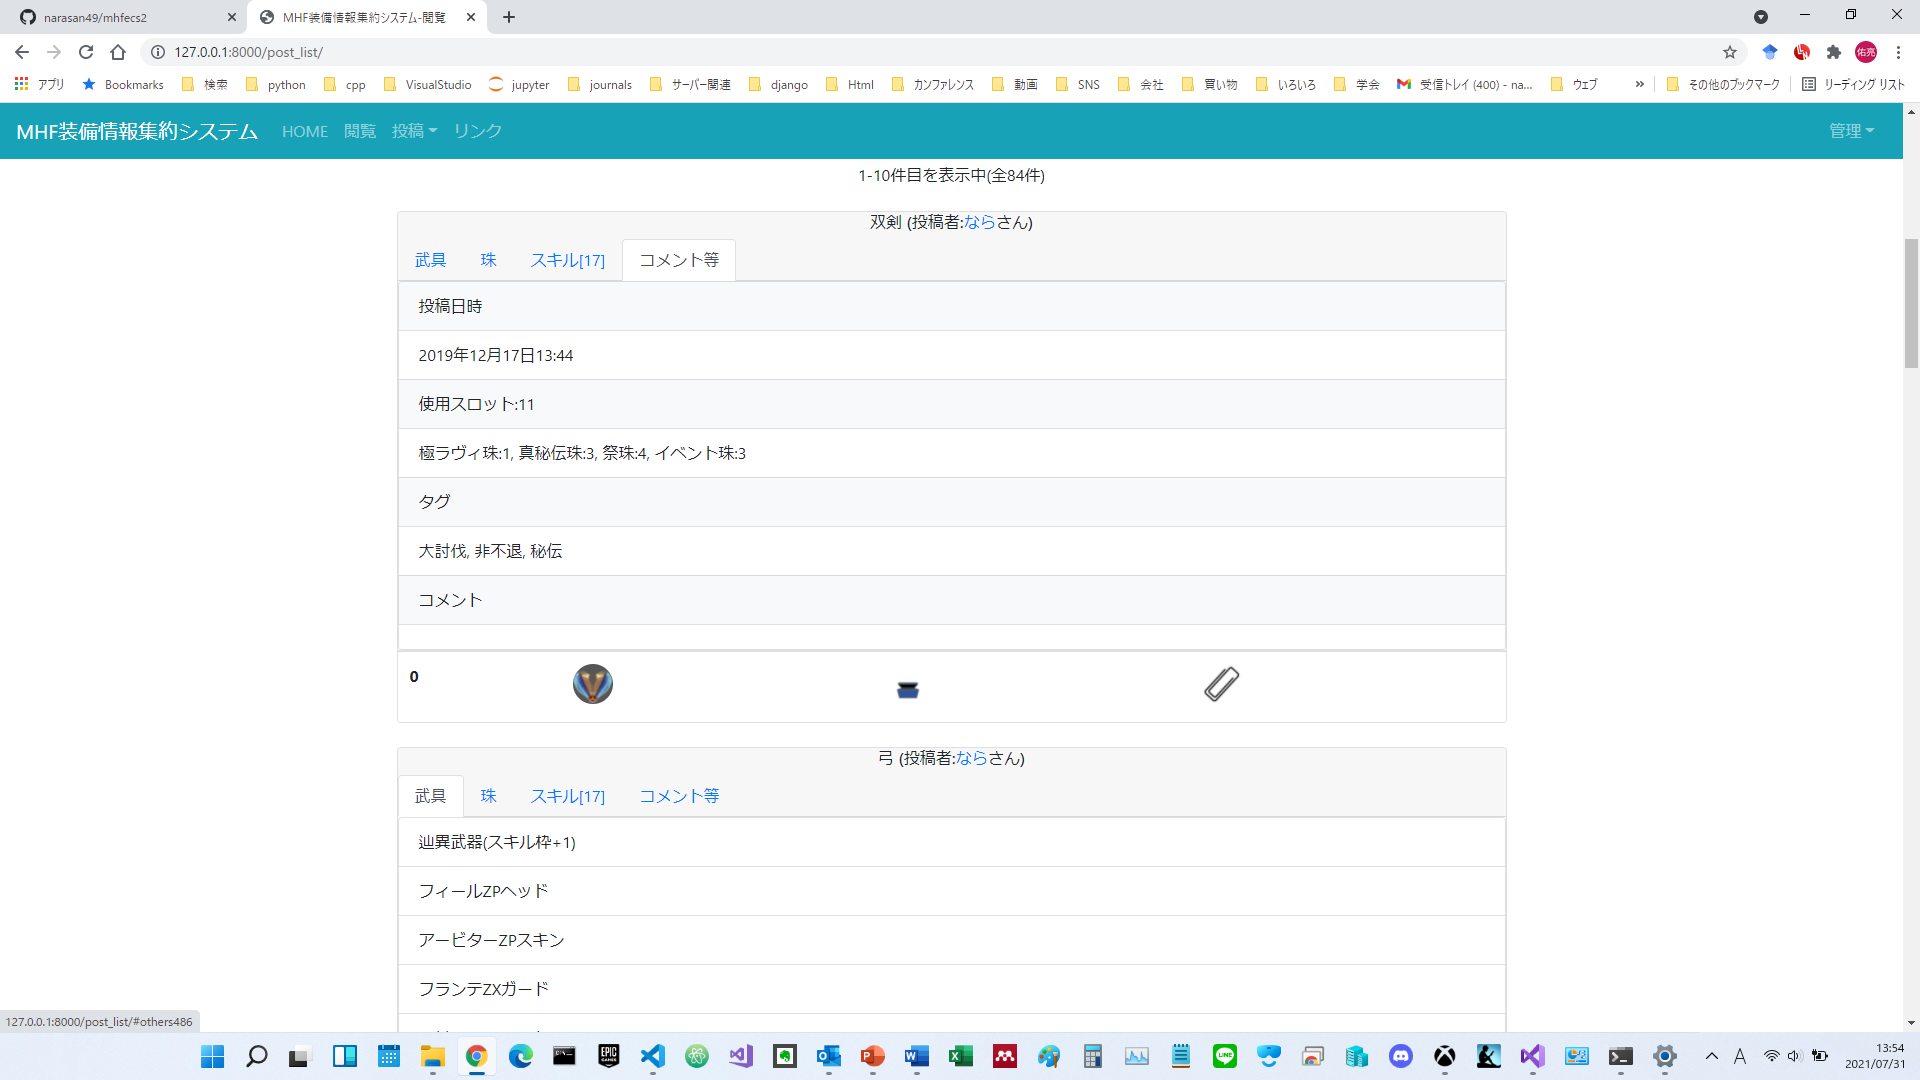 narasan49/mhfecs2
MHF装備情報集約システム-閲覧
127.0.0.1:8000/post_list/
佑亮
アプリ Bookmarks 検索 python cpp VisualStudio jupyter journals サーバー関連 django Html カンファレンス 動画 SNS 会社 買い物 いろいろ 学会 受信トレイ (400) - na... ウェブ » その他のブックマーク リーディング リスト
MHF装備情報集約システム HOME 閲覧 投稿 リンク 管理
1-10件目を表示中(全84件)
双剣 (投稿者:ならさん)
武具 珠 スキル[17] コメント等
投稿日時
2019年12月17日13:44
使用スロット:11
極ラヴィ珠:1, 真秘伝珠:3, 祭珠:4, イベント珠:3
タグ
大討伐, 非不退, 秘伝
コメント
0
弓 (投稿者:ならさん)
武具 珠 スキル[17] コメント等
辿異武器(スキル枠+1)
フィールZPヘッド
アービターZPスキン
フランテZXガード
127.0.0.1:8000/post_list/#others486
EPIC GAMES
LINE
A
13:54
2021/07/31